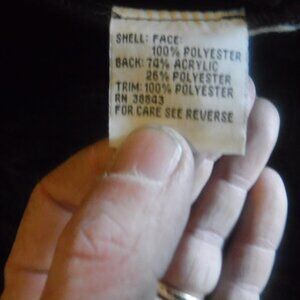 SHELL: FACE:
100% POLYESTER
BACK: 74% ACRYLIC
26% POLYESTER
TRIM: 100% POLYESTER
RN 38843
FOR CARE SEE REVERSE